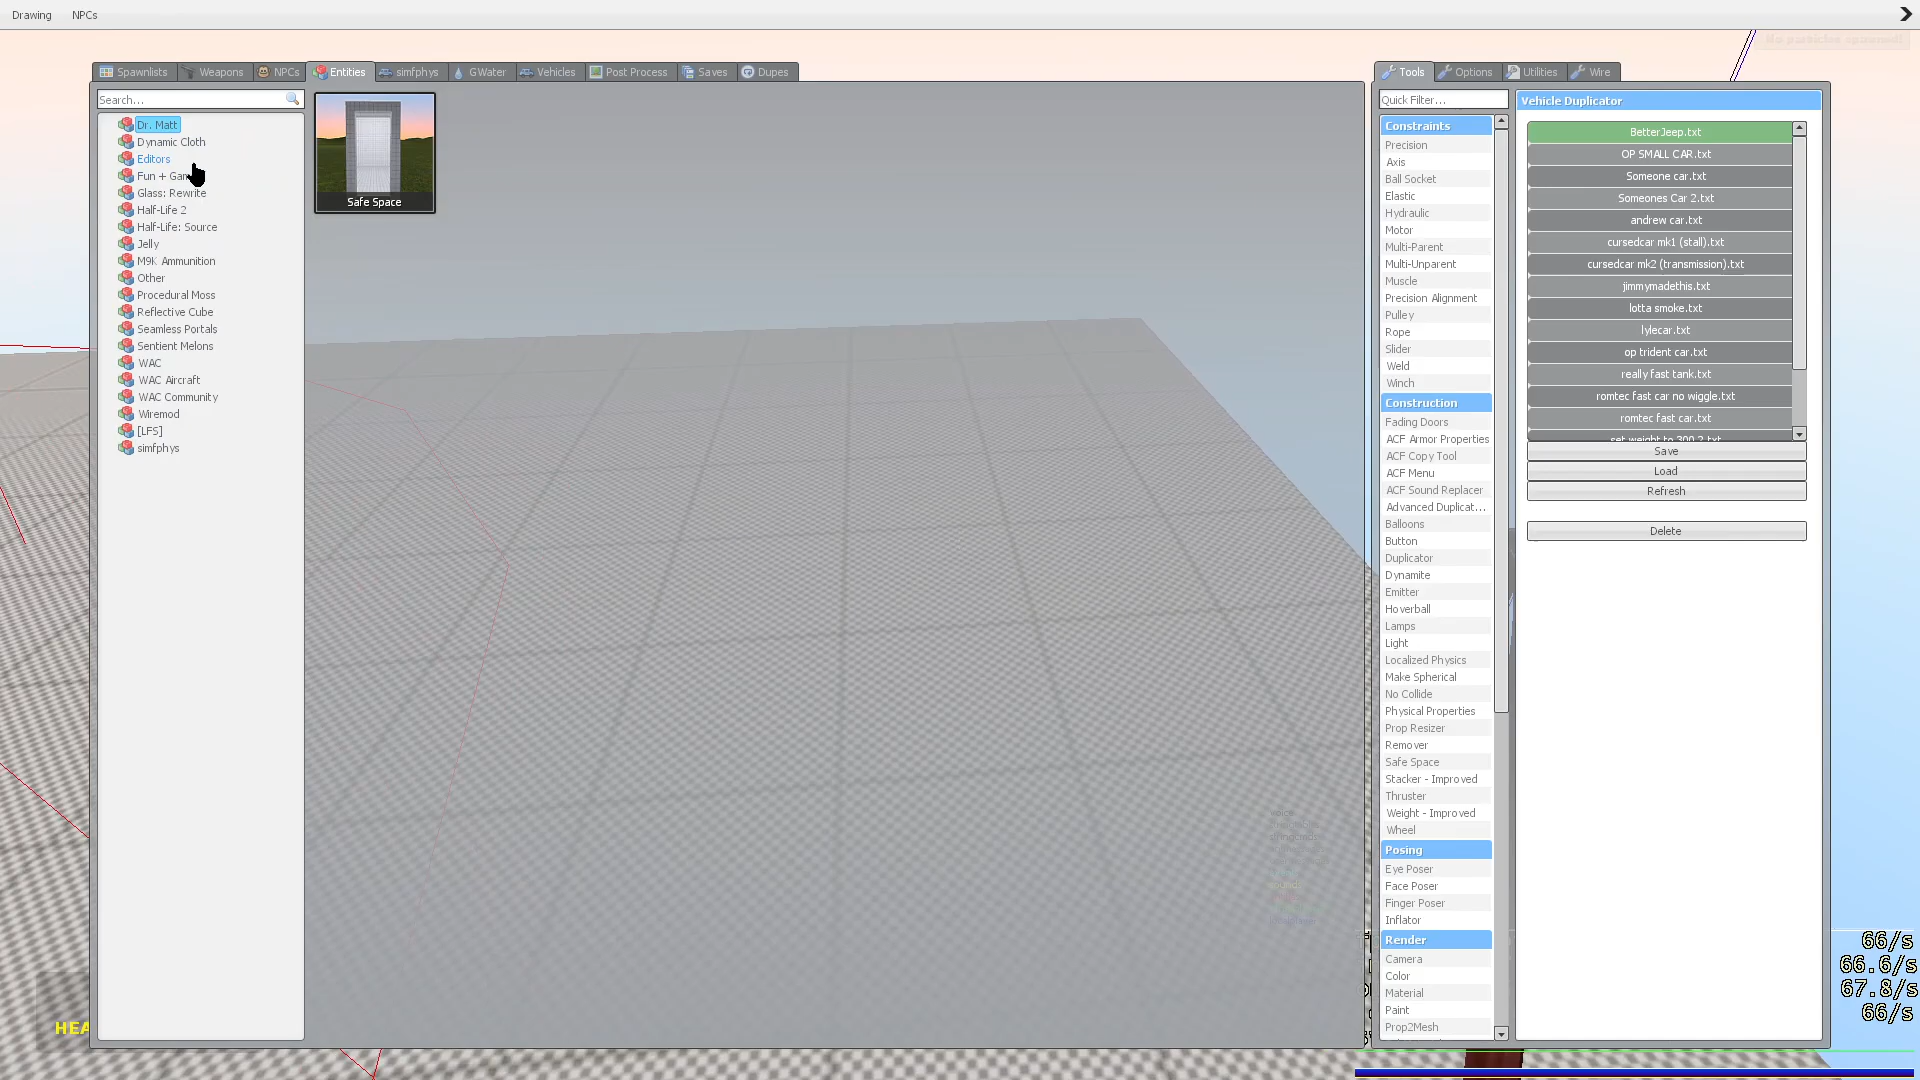 Drawing NPCs
Spawnlists Weapons NPCs Entities simfphys GWater Vehicles Post Process Saves Dupes
Search...
Dr. Matt
Dynamic Cloth
Editors
Fun + Gam
Glass: Rewrite
Half-Life 2
Half-Life: Source
Jelly
M9K Ammunition
Other
Procedural Moss
Reflective Cube
Seamless Portals
Sentient Melons
WAC
WAC Aircraft
WAC Community
Wiremod
[LFS]
simfphys
Safe Space
HEA
Tools Options Utilities Wire
Quick Filter...
Constraints
Precision
Axis
Ball Socket
Elastic
Hydraulic
Motor
Multi-Parent
Multi-Unparent
Muscle
Precision Alignment
Pulley
Rope
Slider
Weld
Winch
Construction
Fading Doors
ACF Armor Properties
ACF Copy Tool
ACF Menu
ACF Sound Replacer
Advanced Duplicat...
Balloons
Button
Duplicator
Dynamite
Emitter
Hoverball
Lamps
Light
Localized Physics
Make Spherical
No Collide
Physical Properties
Prop Resizer
Remover
Safe Space
Stacker - Improved
Thruster
Weight - Improved
Wheel
Posing
Eye Poser
Face Poser
Finger Poser
Inflator
Render
Camera
Color
Material
Paint
Prop2Mesh
Vehicle Duplicator
BetterJeep.txt
OP SMALL CAR.txt
Someone car.txt
Someones Car 2.txt
andrew car.txt
cursedcar mk1 (stall).txt
cursedcar mk2 (transmission).txt
jimmymadethis.txt
lotta smoke.txt
lylecar.txt
op trident car.txt
really fast tank.txt
romtec fast car no wiggle.txt
romtec fast car.txt
set weight to 300 2.txt
Save
Load
Refresh
Delete
66/s
66.6/s
67.8/s
66/s